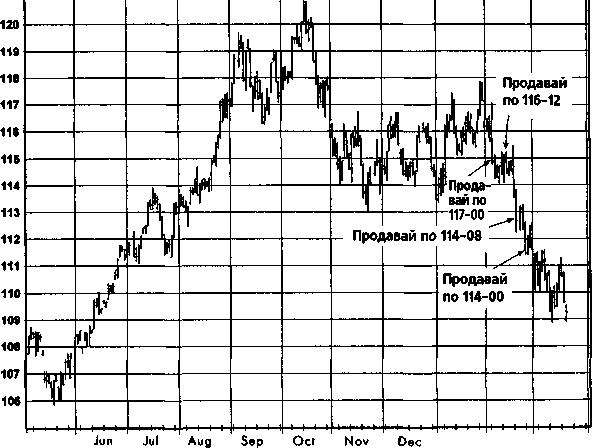 120
119
118
117
116
115
114
113
112
111
110
109
108
107
106
Продавай
по 116-12
Прода-
вай по
117-00
Продавай по 114-08
Продавай
по 114-00
Jun Jul Aug Sep Oct Nov Dec